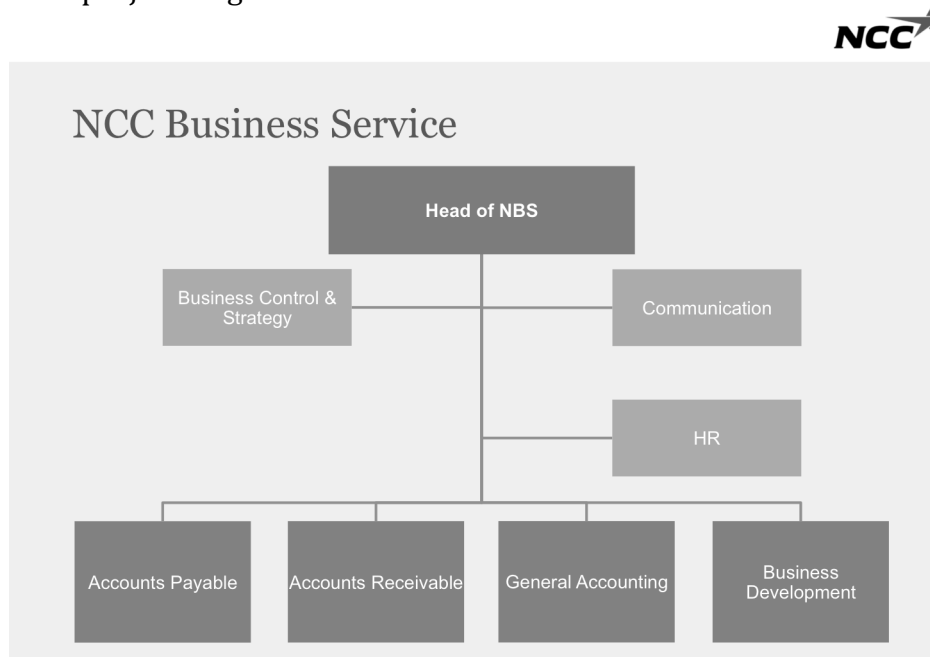 NCC
NCC Business Service
Head of NBS
Business Control &
Strategy
Communication
HR
Accounts Payable
Accounts Receivable
General Accounting
Business
Development